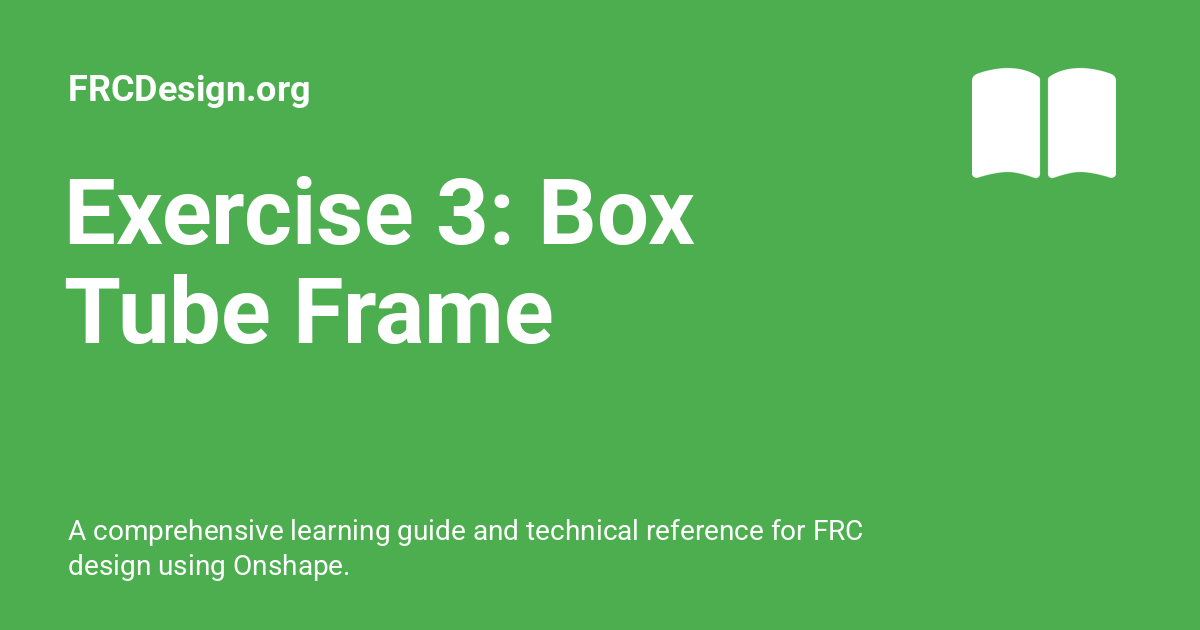 FRCDesign.org
Exercise 3: Box
Tube Frame
A comprehensive learning guide and technical reference for FRC
design using Onshape.